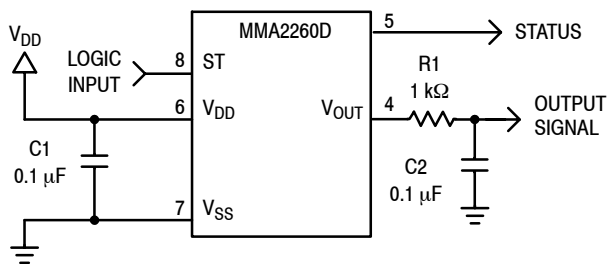 V_DD
LOGIC
INPUT
8
ST
MMA2260D
5
STATUS
6
V_DD
V_OUT
4
R1
1 kΩ
OUTPUT
SIGNAL
C1
0.1 μF
C2
0.1 μF
7
V_SS